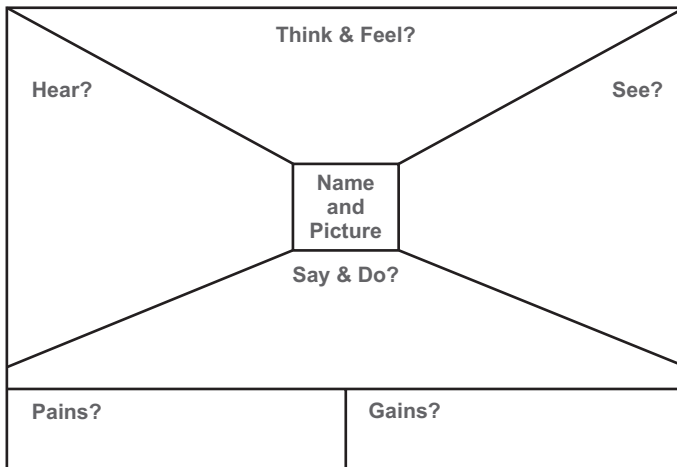 Think & Feel?
Hear?
See?
Name
and
Picture
Say & Do?
Pains?
Gains?